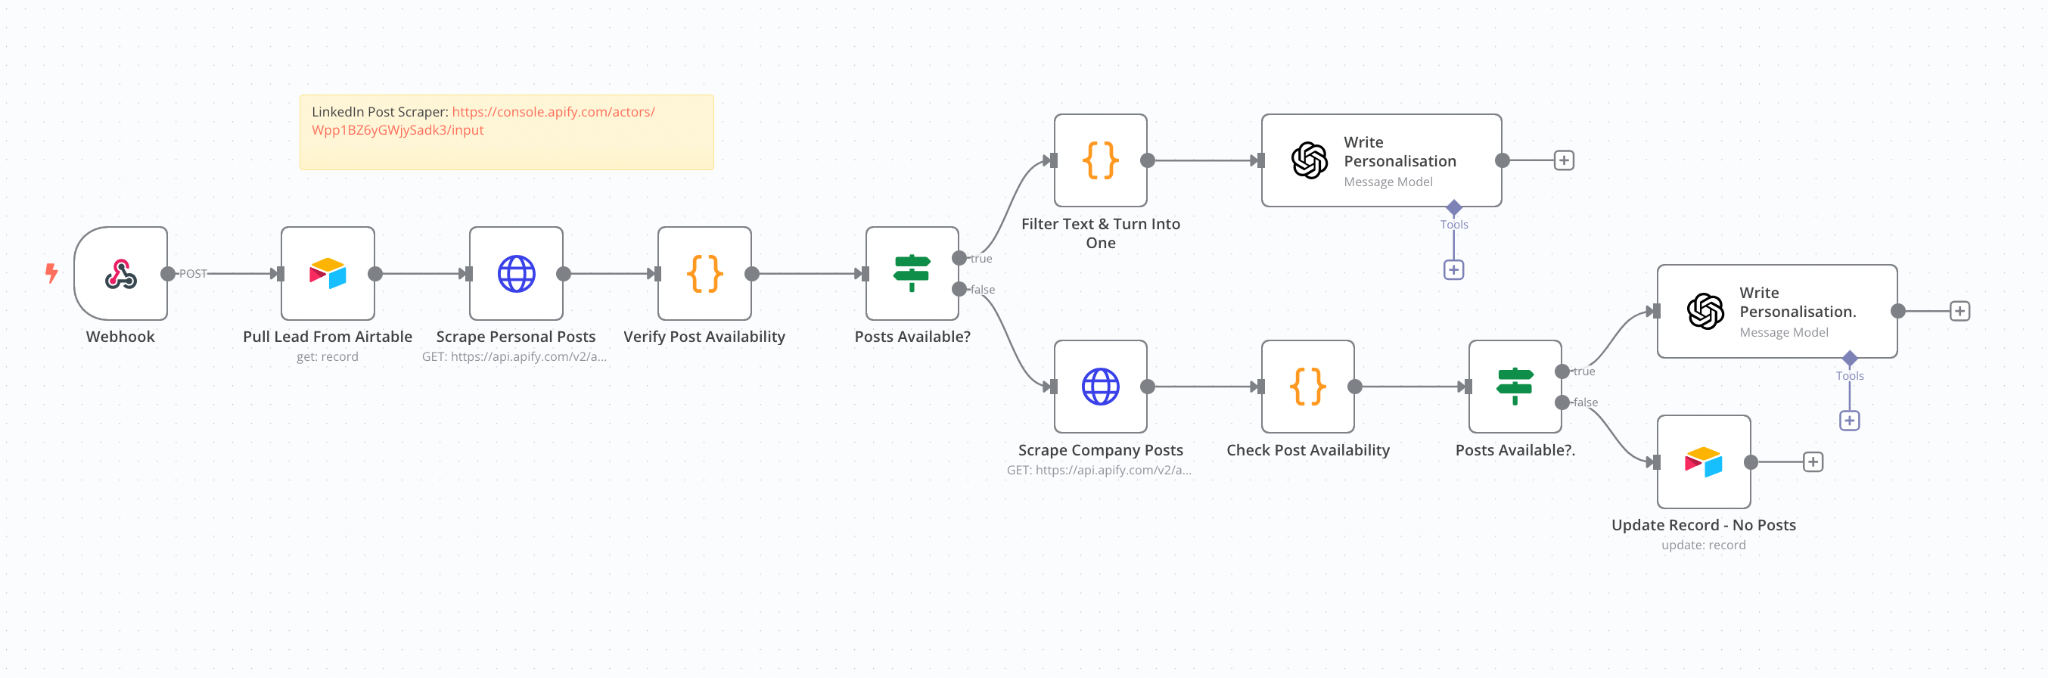 LinkedIn Post Scraper: https://console.apify.com/actors/
Wpp1BZ6yGWjySadk3/input
POST
Webhook
Pull Lead From Airtable
get: record
Scrape Personal Posts
GET: https://api.apify.com/v2/a...
Verify Post Availability
Posts Available?
true
false
Filter Text & Turn Into
One
Write
Personalisation
Message Model
Tools
Scrape Company Posts
GET: https://api.apify.com/v2/a...
Check Post Availability
Posts Available?.
true
false
Write
Personalisation.
Message Model
Tools
Update Record - No Posts
update: record